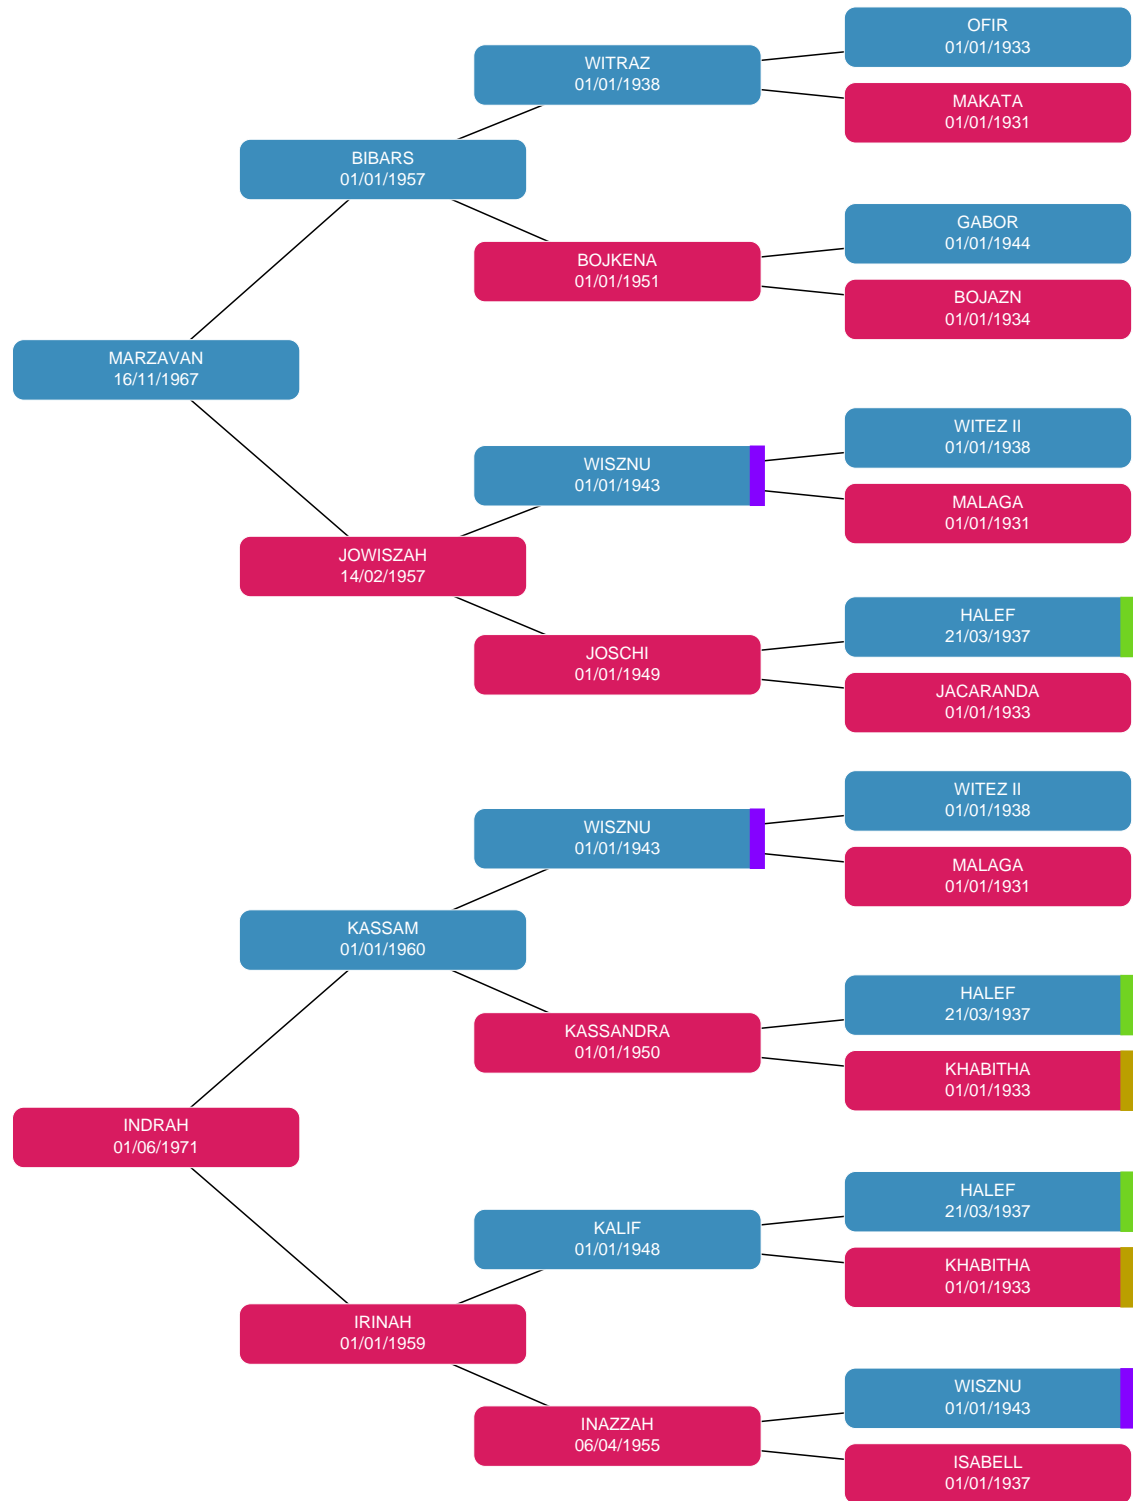 OFIR
01/01/1933
WITRAZ
01/01/1938
MAKATA
01/01/1931
BIBARS
01/01/1957
GABOR
01/01/1944
BOJKENA
01/01/1951
BOJAZN
01/01/1934
MARZAVAN
16/11/1967
WITEZ II
01/01/1938
WISZNU
01/01/1943
MALAGA
01/01/1931
JOWISZAH
14/02/1957
HALEF
21/03/1937
JOSCHI
01/01/1949
JACARANDA
01/01/1933
WITEZ II
01/01/1938
WISZNU
01/01/1943
MALAGA
01/01/1931
KASSAM
01/01/1960
HALEF
21/03/1937
KASSANDRA
01/01/1950
KHABITHA
01/01/1933
INDRAH
01/06/1971
HALEF
21/03/1937
KALIF
01/01/1948
KHABITHA
01/01/1933
IRINAH
01/01/1959
WISZNU
01/01/1943
INAZZAH
06/04/1955
ISABELL
01/01/1937